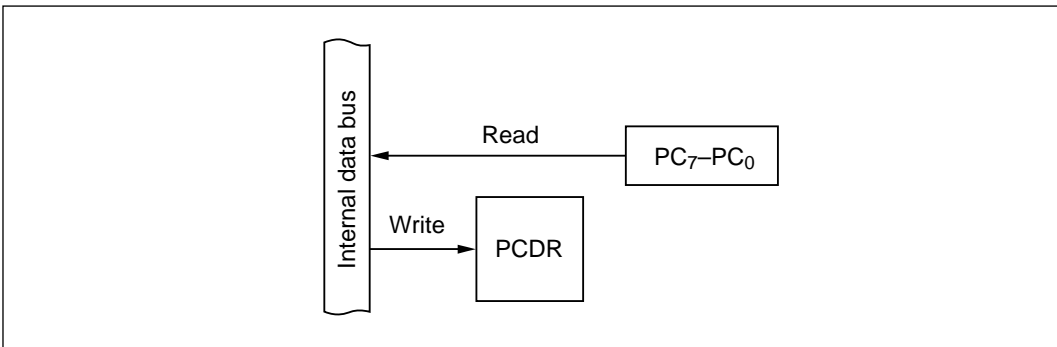 Internal data bus
Read
PC₇–PC₀
Write
PCDR